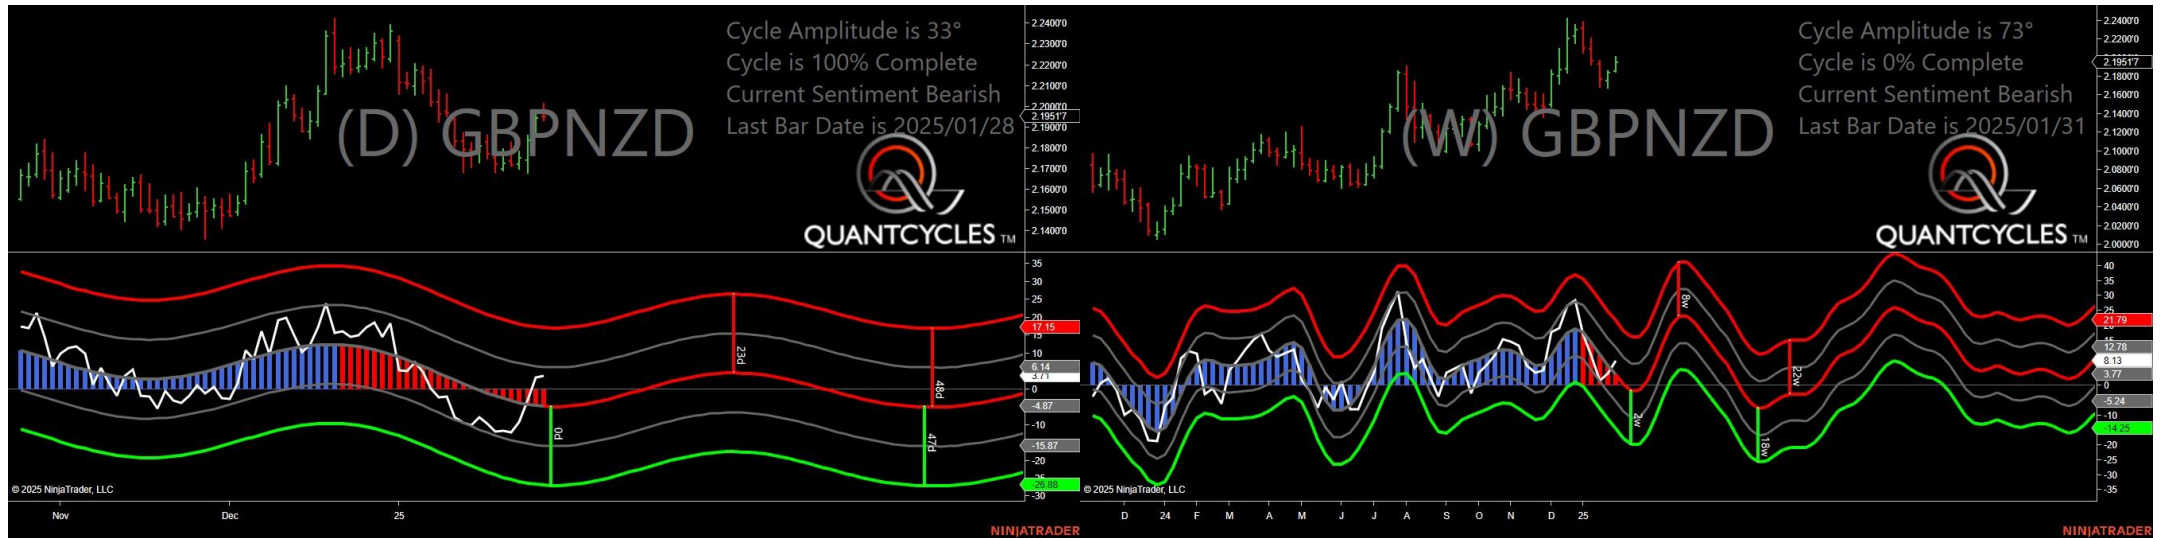 Cycle Amplitude is 33°
Cycle is 100% Complete
Current Sentiment Bearish
Last Bar Date is 2025/01/28
(D) GBPNZD
QUANTCYCLES TM
2.2400'0
2.2300'0
2.2200'0
2.2100'0
2.2000'0
2.1951'7
2.1900'0
2.1800'0
2.1700'0
2.1600'0
2.1500'0
2.1400'0
35
30
25
20
17.15
15
10
6.14
3.71
0
-4.87
-10
-15.87
-20
-26.88
-30
23d
48d
0d
47d
© 2025 NinjaTrader, LLC
Nov
Dec
25
NINJATRADER
Cycle Amplitude is 73°
Cycle is 0% Complete
Current Sentiment Bearish
Last Bar Date is 2025/01/31
(W) GBPNZD
QUANTCYCLES TM
2.2400'0
2.2200'0
2.1951'7
2.1800'0
2.1600'0
2.1400'0
2.1200'0
2.1000'0
2.0800'0
2.0600'0
2.0400'0
2.0200'0
2.0000'0
40
35
30
25
21.79
12.78
8.13
3.77
0
-5.24
-10
-14.25
-20
-25
-30
-35
8w
22w
2w
18w
© 2025 NinjaTrader, LLC
D 24 F M A M J J A S O N D 25
NINJATRADER